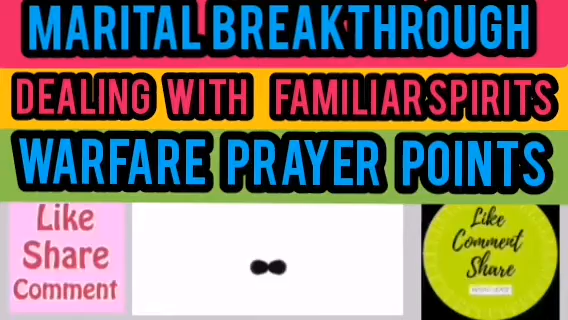 MARITAL BREAKTHROUGH
DEALING WITH FAMILIAR SPIRITS
WARFARE PRAYER POINTS
Like
Share
Comment
Like
Comment
Share